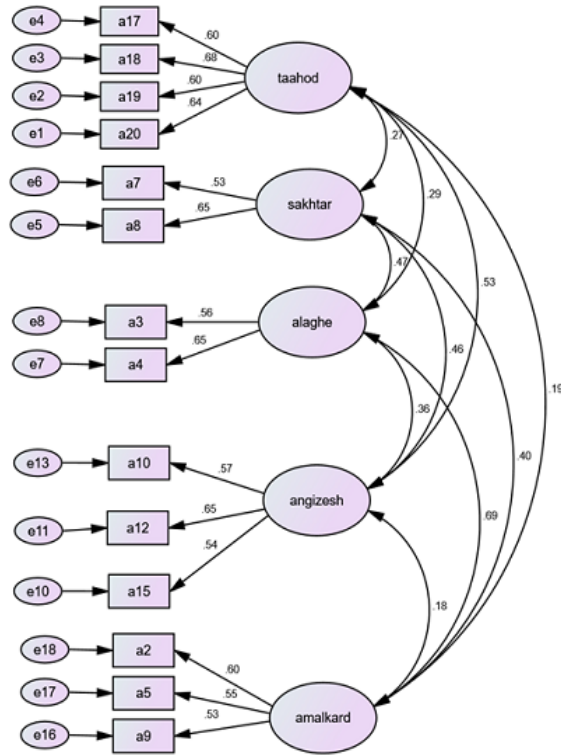 e4 a17 .60
e3 a18 .68 taahod
e2 a19 .60
e1 a20 .64
.27
e6 a7 .53 .29
sakhtar
e5 a8 .65
.47 .53
e8 a3 .56 alaghe
e7 a4 .65 .46
.19
.36
.40
e13 a10 .57
angizesh .69
e11 a12 .65
e10 a15 .54
.18
e18 a2 .60
e17 a5 .55
amalkard
e16 a9 .53